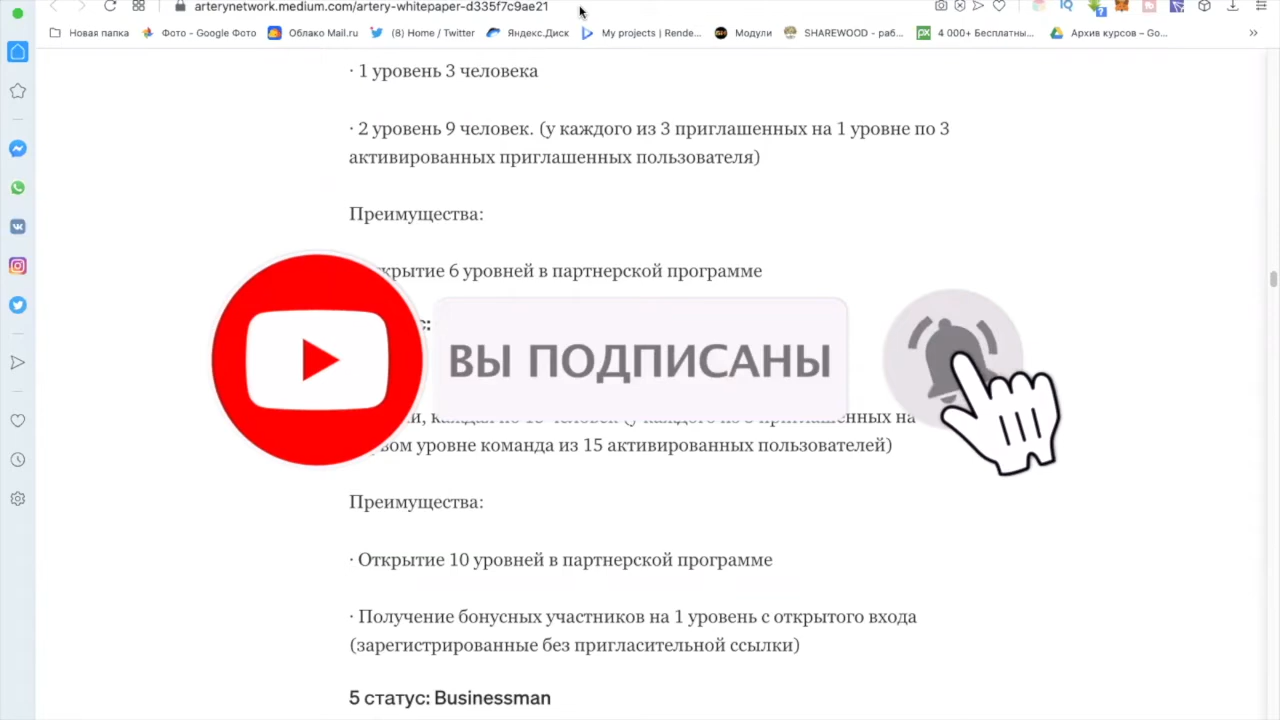 arterynetwork.medium.com/artery-whitepaper-d335f7c9ae21
Новая папка
Фото - Google Фото
Облако Mail.ru
(8) Home / Twitter
Яндекс.Диск
My projects | Rende...
Модули
SHAREWOOD - раб...
4 000+ Бесплатны...
Архив курсов – Go...
· 1 уровень 3 человека
· 2 уровень 9 человек. (у каждого из 3 приглашенных на 1 уровне по 3
активированных приглашенных пользователя)
Преимущества:
6 уровней в партнерской программе
ВЫ ПОДПИСАНЫ
на
уровне команда из 15 активированных пользователей)
Преимущества:
· Открытие 10 уровней в партнерской программе
· Получение бонусных участников на 1 уровень с открытого входа
(зарегистрированные без пригласительной ссылки)
5 статус: Businessman